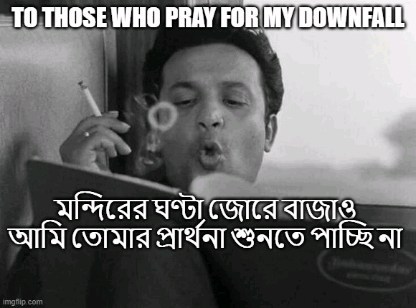 TO THOSE WHO PRAY FOR MY DOWNFALL
মন্দিরের ঘণ্টা জোরে বাজাও
আমি তোমার প্রার্থনা শুনতে পাচ্ছি না
imgflip.com